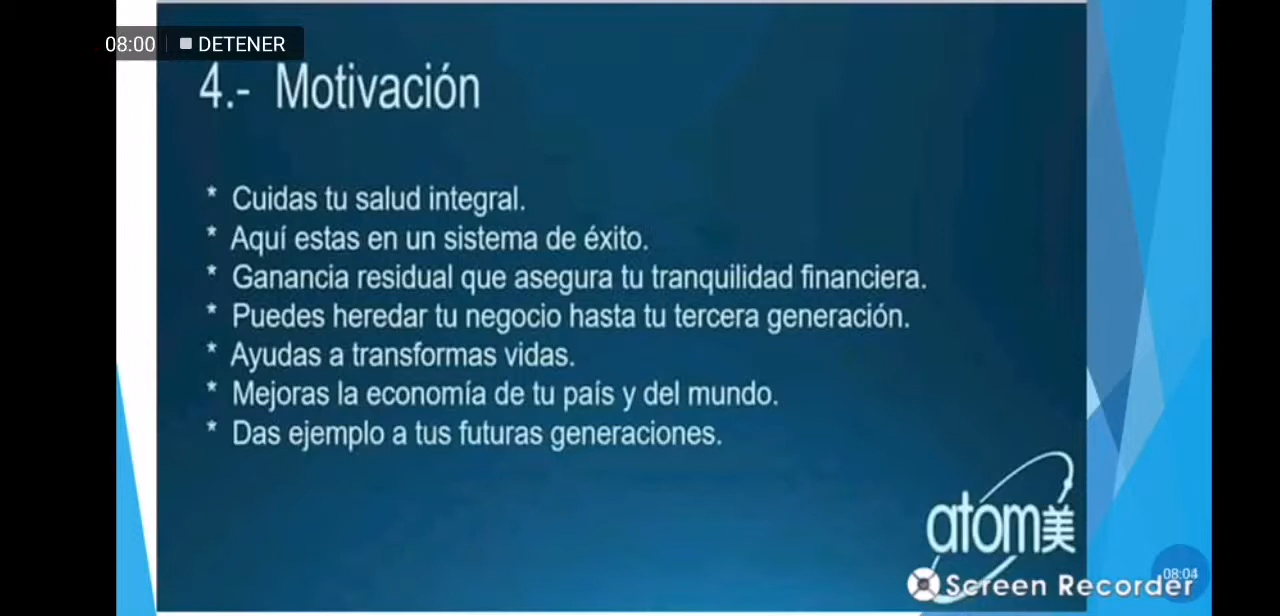 08:00 DETENER
4.- Motivación
* Cuidas tu salud integral.
* Aquí estas en un sistema de éxito.
* Ganancia residual que asegura tu tranquilidad financiera.
* Puedes heredar tu negocio hasta tu tercera generación.
* Ayudas a transformas vidas.
* Mejoras la economía de tu país y del mundo.
* Das ejemplo a tus futuras generaciones.
atom美
08:04
Screen Recorder